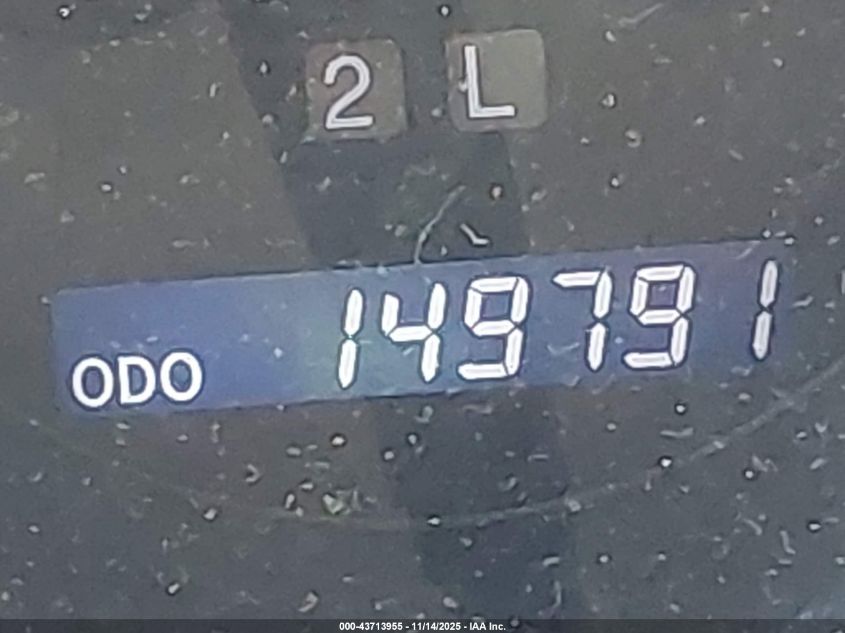 2 L
ODO 149791
000-43713955 - 11/14/2025 - IAA Inc.